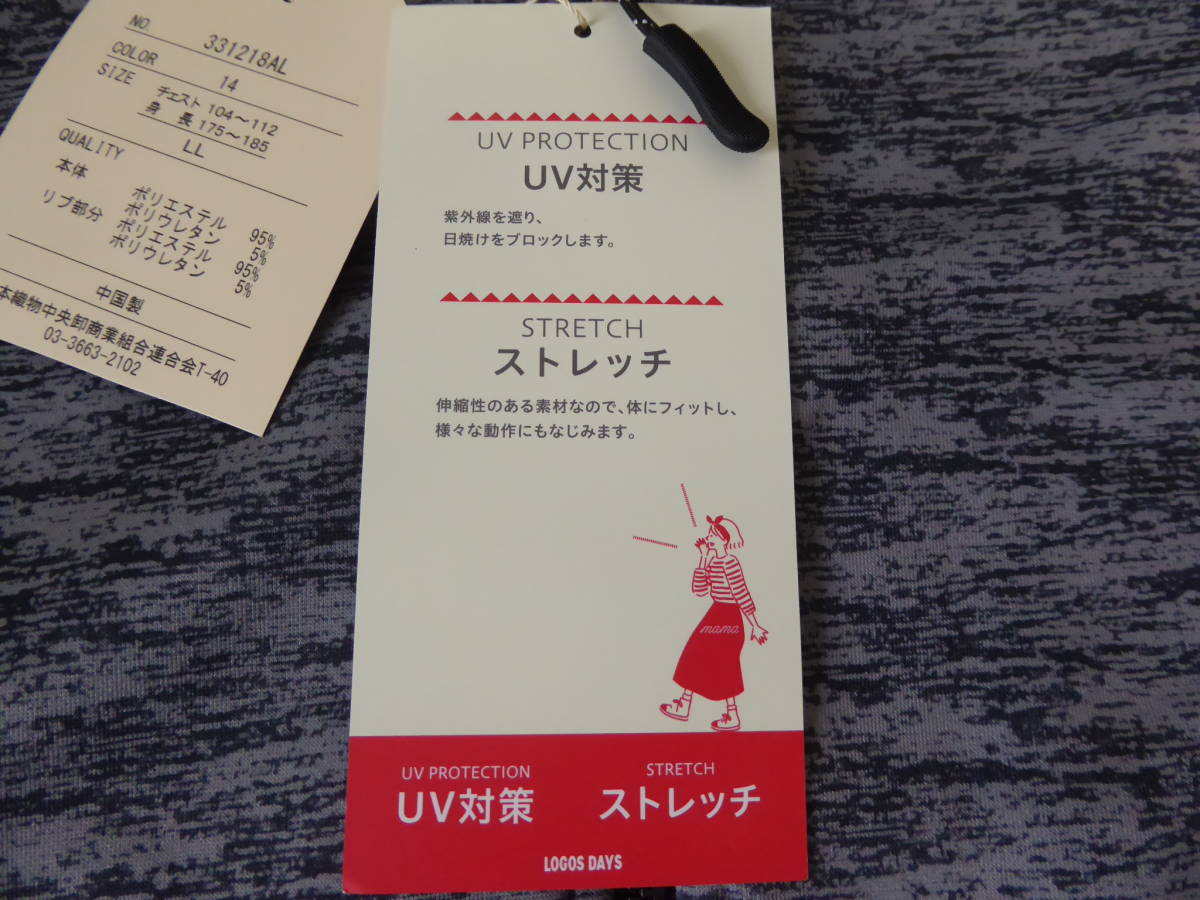 NO. 331218AL
COLOR 14
SIZE チェスト 104～112
身 長 175～185
LL
QUALITY
本体 ポリエステル 95%
ポリウレタン 5%
リブ部分 ポリエステル 95%
ポリウレタン 5%
中国製
本織物中央卸商業組合連合会T-40
03-3663-2102
UV PROTECTION
UV対策
紫外線を遮り、
日焼けをブロックします。
STRETCH
ストレッチ
伸縮性のある素材なので、体にフィットし、
様々な動作にもなじみます。
mama
UV PROTECTION
UV対策
STRETCH
ストレッチ
LOGOS DAYS